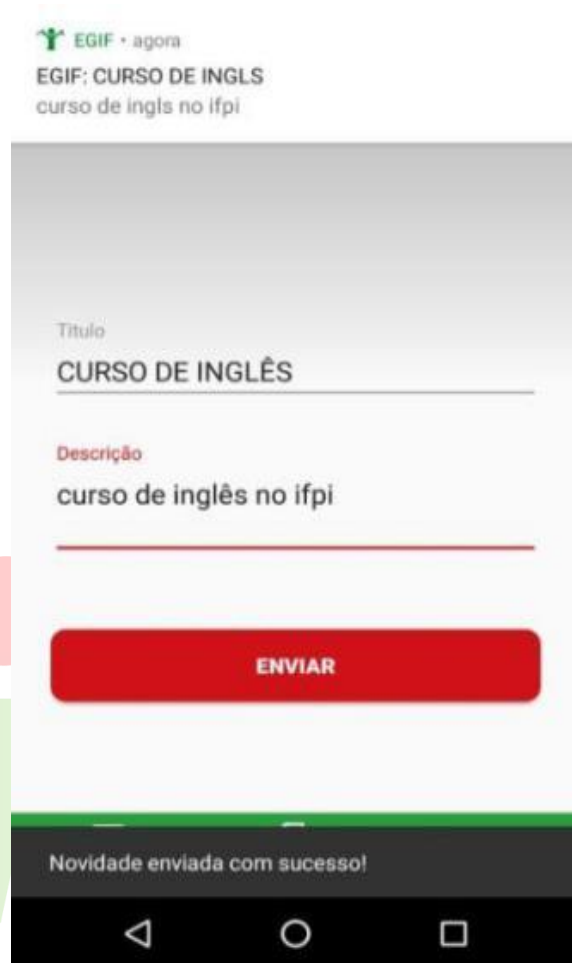 EGIF • agora
EGIF: CURSO DE INGLS
curso de ingls no ifpi
Título
CURSO DE INGLÊS
Descrição
curso de inglês no ifpi
ENVIAR
Novidade enviada com sucesso!